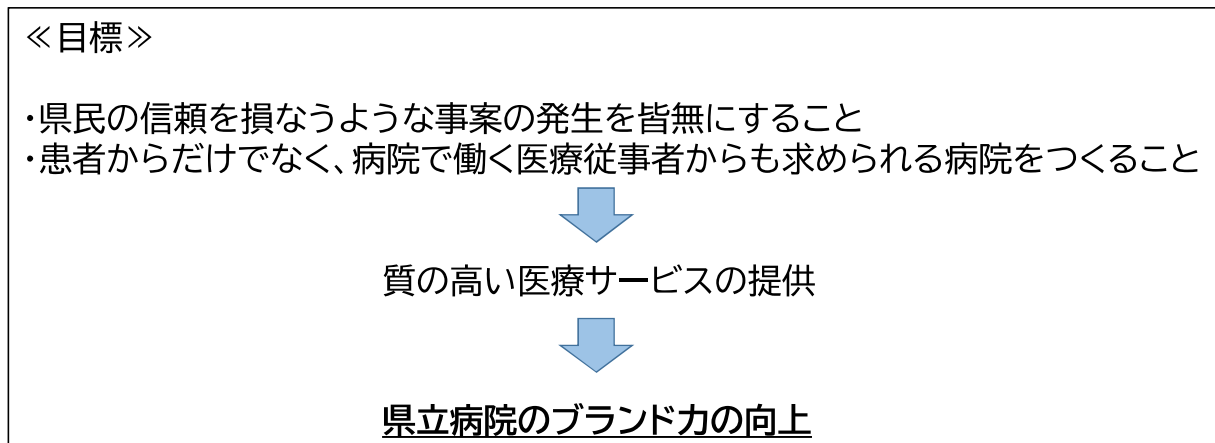 ≪目標≫
・県民の信頼を損なうような事案の発生を皆無にすること
・患者からだけでなく、病院で働く医療従事者からも求められる病院をつくること
質の高い医療サービスの提供
県立病院のブランド力の向上